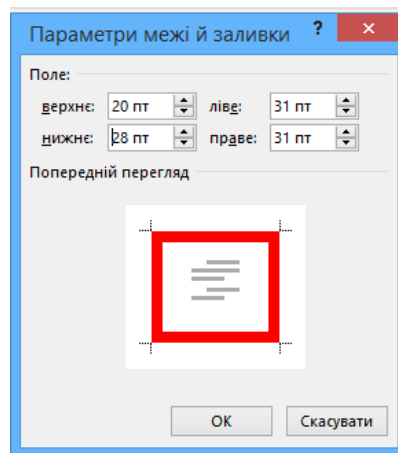 Параметри межі й заливки ? ×
Поле:
верхнє: 20 пт ліве: 31 пт
нижнє: 28 пт праве: 31 пт
Попередній перегляд
ОК Скасувати